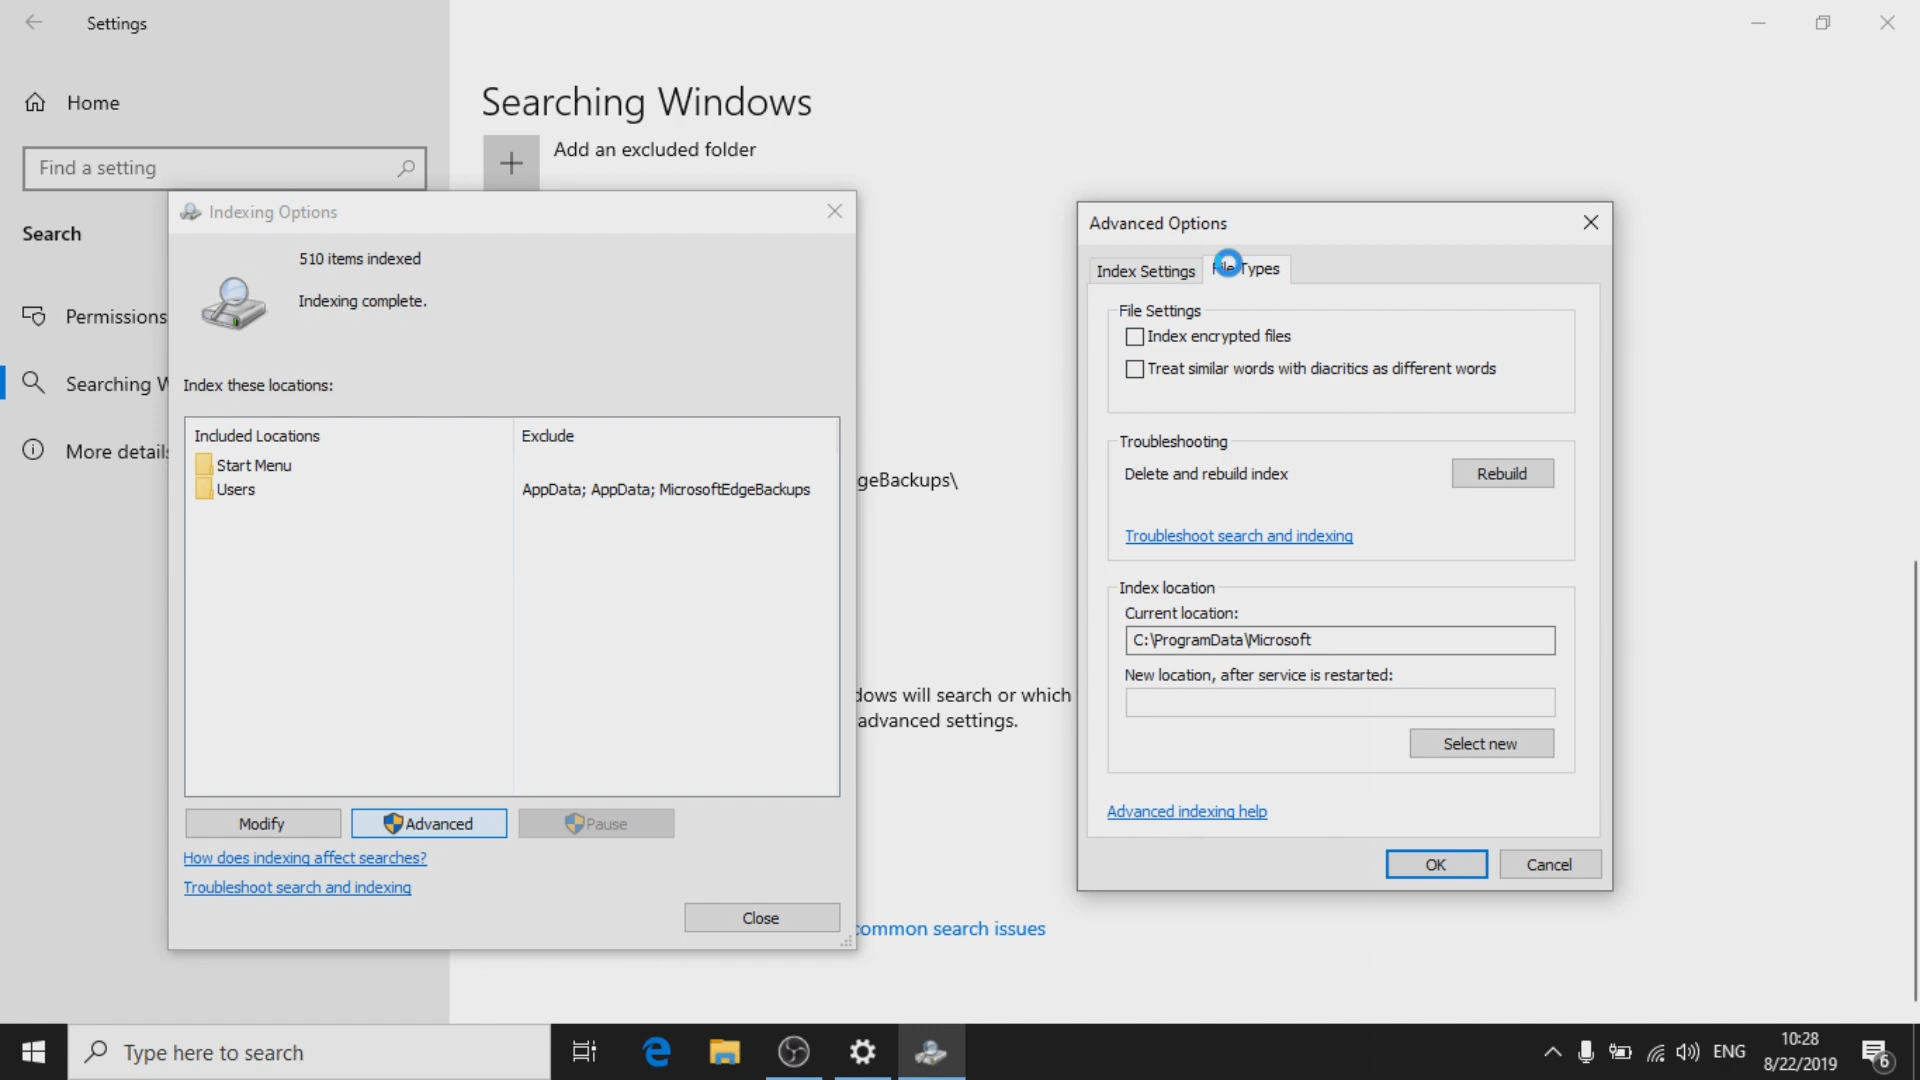 Settings
Home
Find a setting
Search
Permissions
Searching W
More details
Searching Windows
Add an excluded folder
geBackups\
dows will search or which
advanced settings.
common search issues
Indexing Options
510 items indexed
Indexing complete.
Index these locations:
Included Locations
Exclude
Start Menu
Users
AppData; AppData; MicrosoftEdgeBackups
Modify
Advanced
Pause
How does indexing affect searches?
Troubleshoot search and indexing
Close
Advanced Options
Index Settings
File Types
File Settings
Index encrypted files
Treat similar words with diacritics as different words
Troubleshooting
Delete and rebuild index
Rebuild
Troubleshoot search and indexing
Index location
Current location:
C:\ProgramData\Microsoft
New location, after service is restarted:
Select new
Advanced indexing help
OK
Cancel
Type here to search
ENG
10:28
8/22/2019
6